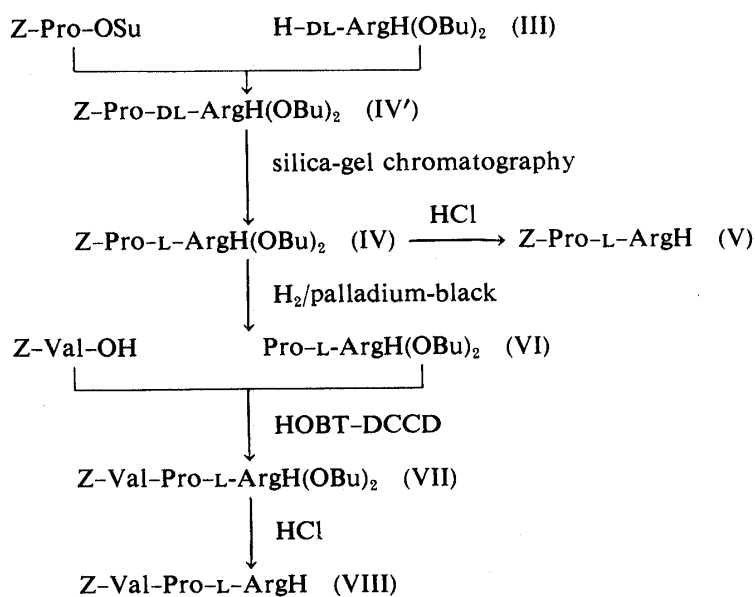 Z–Pro–OSu H–DL–ArgH(OBu)₂ (III)
Z–Pro–DL–ArgH(OBu)₂ (IV′)
silica-gel chromatography
HCl
Z–Pro–L–ArgH(OBu)₂ (IV) Z–Pro–L–ArgH (V)
H₂/palladium-black
Z–Val–OH Pro–L–ArgH(OBu)₂ (VI)
HOBT–DCCD
Z–Val–Pro–L–ArgH(OBu)₂ (VII)
HCl
Z–Val–Pro–L–ArgH (VIII)